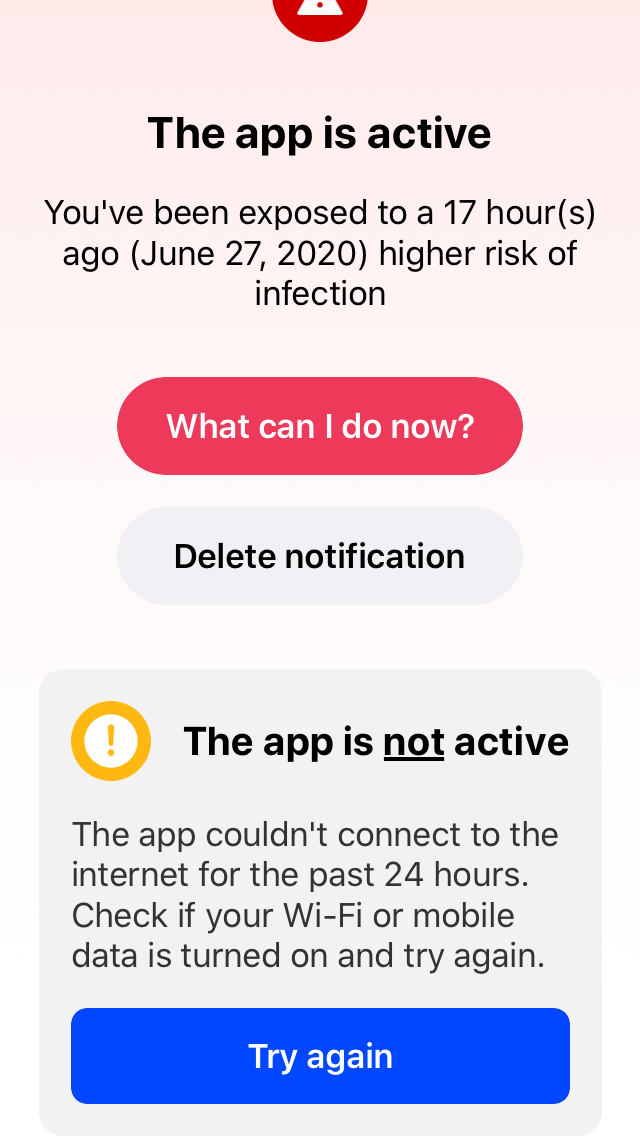 The app is active
You've been exposed to a 17 hour(s)
ago (June 27, 2020) higher risk of
infection
What can I do now?
Delete notification
!
The app is not active
The app couldn't connect to the
internet for the past 24 hours.
Check if your Wi-Fi or mobile
data is turned on and try again.
Try again